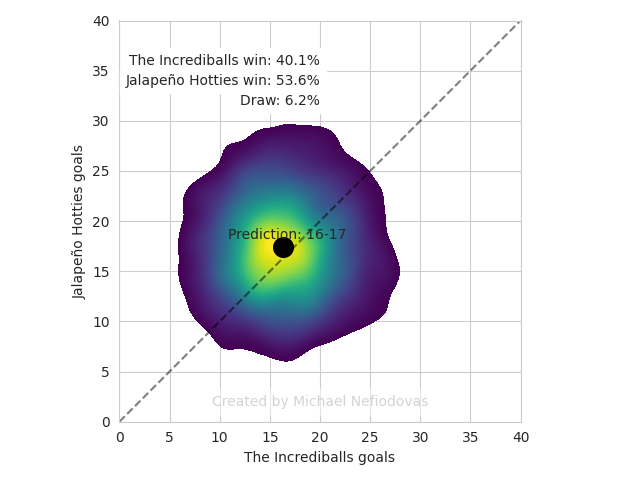 40
35
30
25
20
15
10
5
0
Jalapeño Hotties goals
The Incrediballs win: 40.1%
Jalapeño Hotties win: 53.6%
Draw: 6.2%
Prediction: 16-17
Created by Michael Nefiodovas
0 5 10 15 20 25 30 35 40
The Incrediballs goals